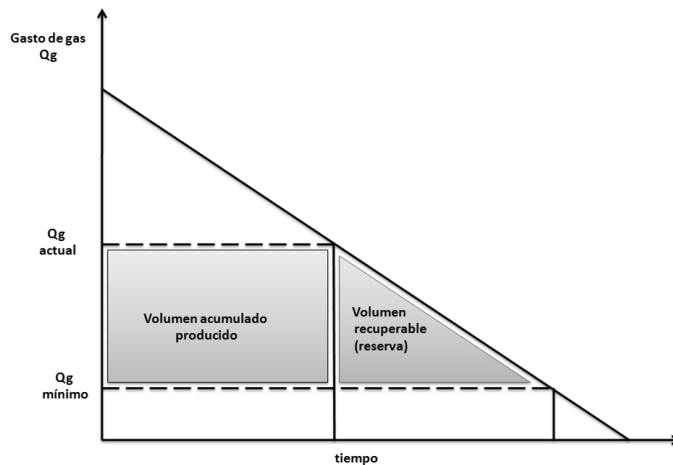 Gasto de gas
Qg
Qg
actual
Volumen acumulado
producido
Volumen
recuperable
(reserva)
Qg
mínimo
tiempo